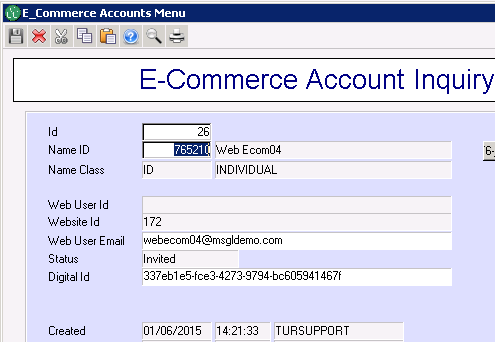 E_Commerce Accounts Menu
E-Commerce Account Inquiry
Id 26
Name ID 765210 Web Ecom04
Name Class ID INDIVIDUAL
Web User Id
Website Id 172
Web User Email webecom04@msgldemo.com
Status Invited
Digital Id 337eb1e5-fce3-4273-9794-bc605941467f
Created 01/06/2015 14:21:33 TURSUPPORT